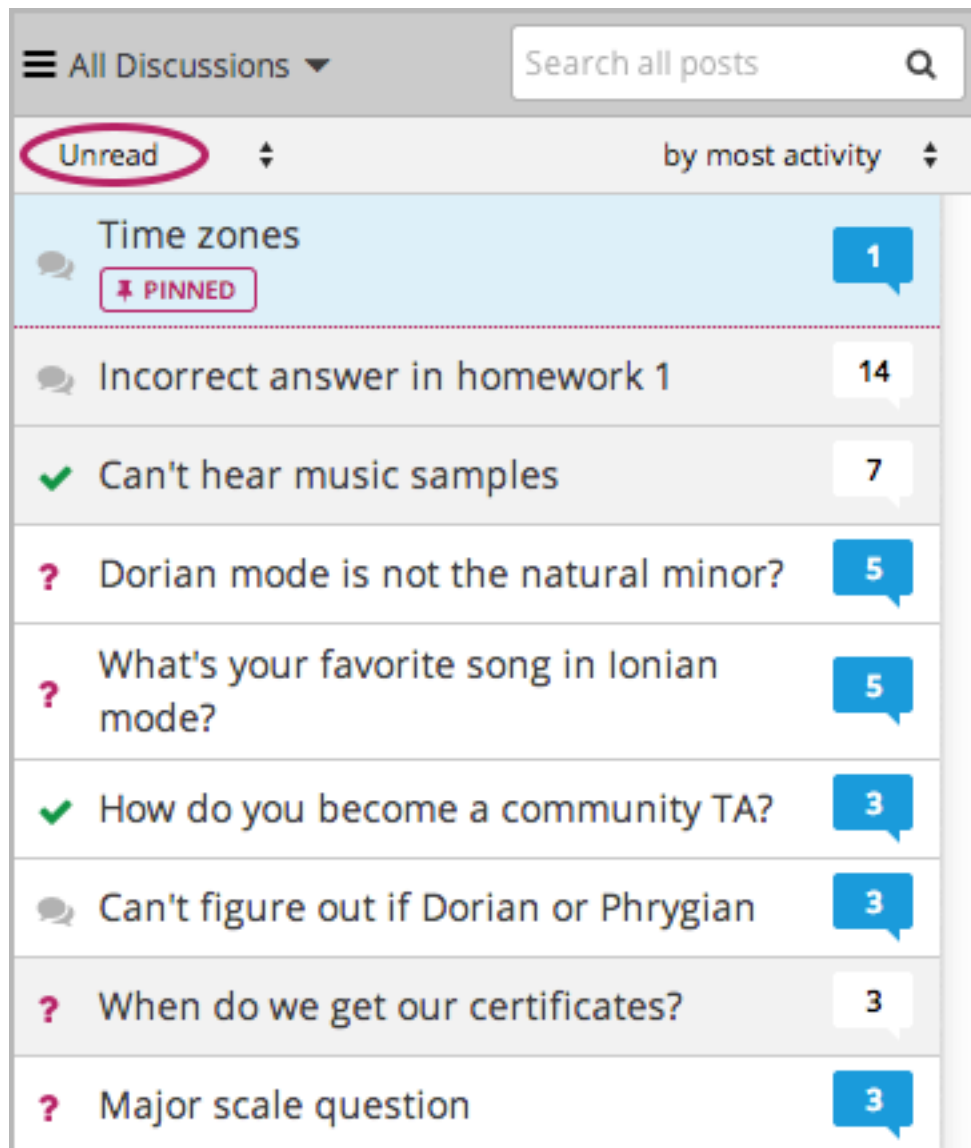 All Discussions
Search all posts
Unread
by most activity
Time zones
1
PINNED
Incorrect answer in homework 1
14
Can't hear music samples
7
? Dorian mode is not the natural minor?
5
What's your favorite song in Ionian
? mode?
5
How do you become a community TA?
3
Can't figure out if Dorian or Phrygian
3
? When do we get our certificates?
3
? Major scale question
3